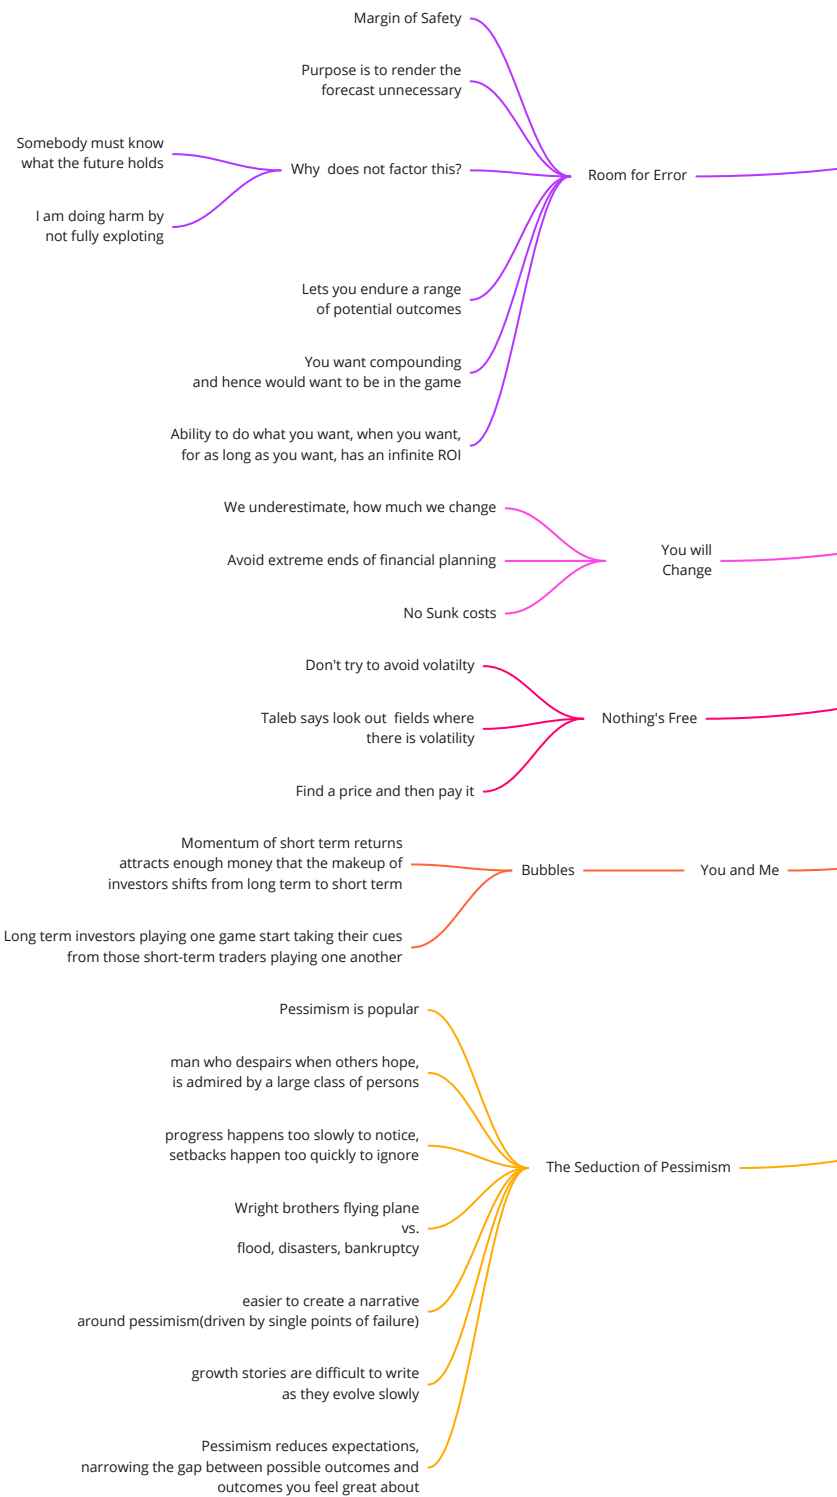 Margin of Safety
Purpose is to render the
forecast unnecessary
Somebody must know
what the future holds
I am doing harm by
not fully exploting
Why  does not factor this?
Lets you endure a range
of potential outcomes
You want compounding
and hence would want to be in the game
Ability to do what you want, when you want,
for as long as you want, has an infinite ROI
Room for Error
We underestimate, how much we change
Avoid extreme ends of financial planning
No Sunk costs
You will
Change
Don't try to avoid volatilty
Taleb says look out  fields where
there is volatility
Find a price and then pay it
Nothing's Free
Momentum of short term returns
attracts enough money that the makeup of
investors shifts from long term to short term
Long term investors playing one game start taking their cues
from those short-term traders playing one another
Bubbles
You and Me
Pessimism is popular
man who despairs when others hope,
is admired by a large class of persons
progress happens too slowly to notice,
setbacks happen too quickly to ignore
Wright brothers flying plane
vs.
flood, disasters, bankruptcy
easier to create a narrative
around pessimism(driven by single points of failure)
growth stories are difficult to write
as they evolve slowly
Pessimism reduces expectations,
narrowing the gap between possible outcomes and
outcomes you feel great about
The Seduction of Pessimism